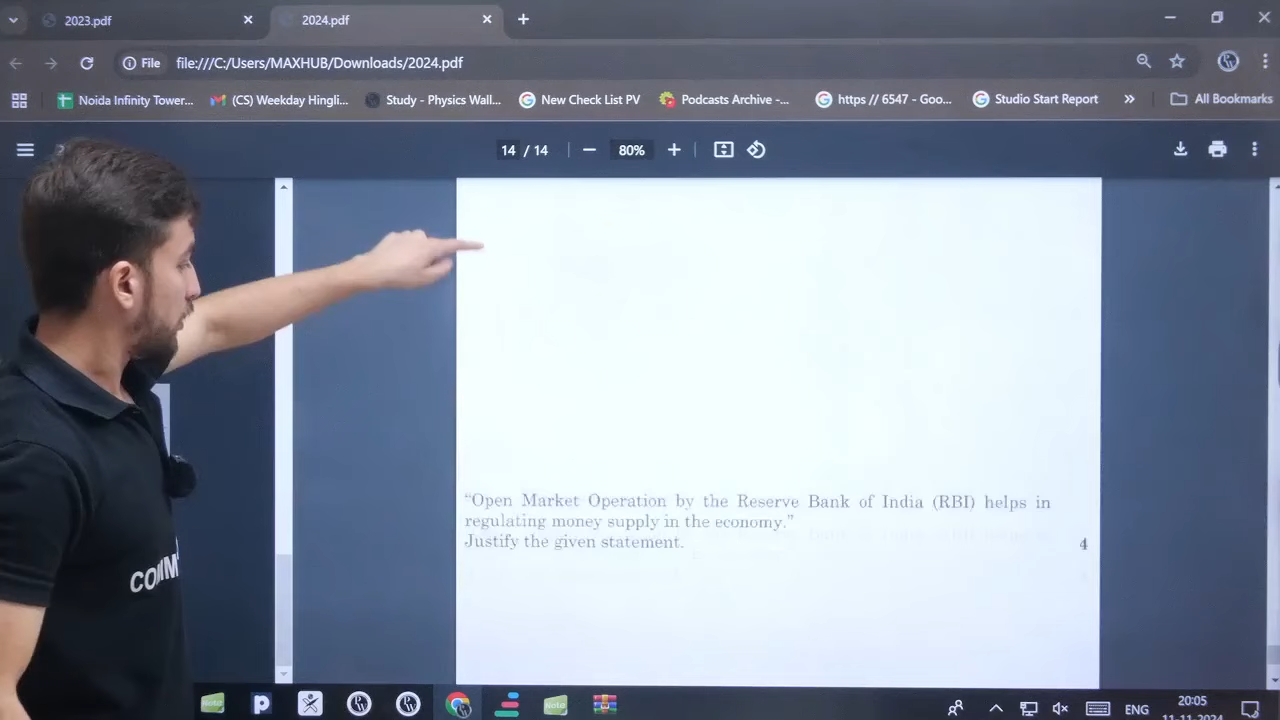 2023.pdf
2024.pdf
File
file:///C:/Users/MAXHUB/Downloads/2024.pdf
Noida Infinity Tower...
(CS) Weekday Hingli...
Study - Physics Wall...
New Check List PV
Podcasts Archive -...
https // 6547 - Goo...
Studio Start Report
All Bookmarks
14 / 14
80%
“Open Market Operation by the Reserve Bank of India (RBI) helps in
regulating money supply in the economy.”
Justify the given statement.
4
ENG
20:05
11-11-2024